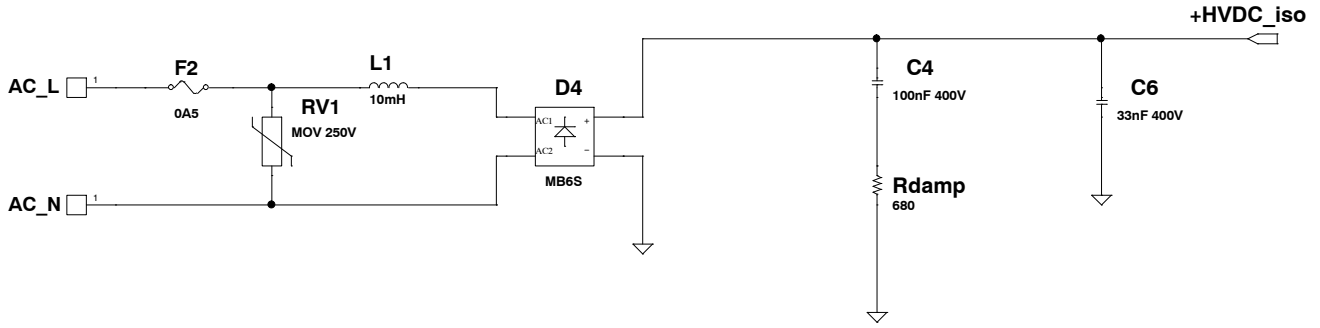 +HVDC_iso
AC_L
1
F2
0A5
L1
10mH
RV1
MOV 250V
D4
AC1
+
AC2
-
MB6S
C4
100nF 400V
C6
33nF 400V
Rdamp
680
AC_N
1